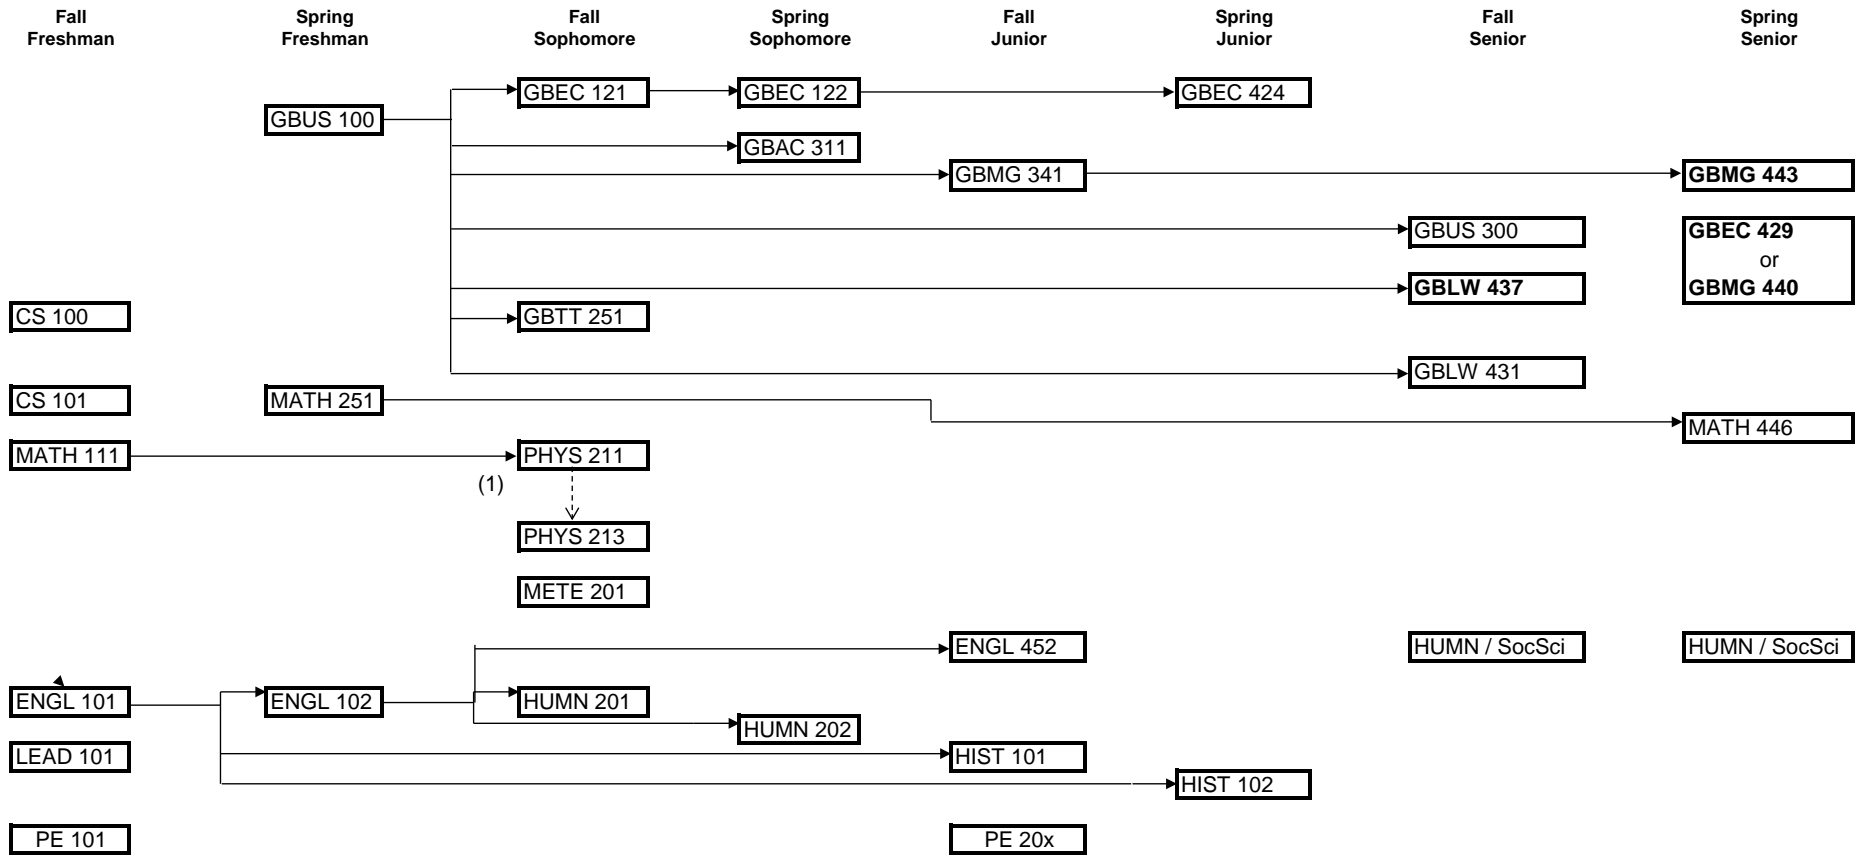 Fall Freshman
Spring Freshman
Fall Sophomore
Spring Sophomore
Fall Junior
Spring Junior
Fall Senior
Spring Senior
GBEC 121
GBEC 122
GBEC 424
GBUS 100
GBAC 311
GBMG 341
GBMG 443
GBUS 300
GBEC 429
or
GBLW 437
GBMG 440
CS 100
GBTT 251
GBLW 431
CS 101
MATH 251
MATH 446
MATH 111
PHYS 211
(1)
PHYS 213
METE 201
ENGL 452
HUMN / SocSci
HUMN / SocSci
ENGL 101
ENGL 102
HUMN 201
HUMN 202
LEAD 101
HIST 101
HIST 102
PE 101
PE 20x